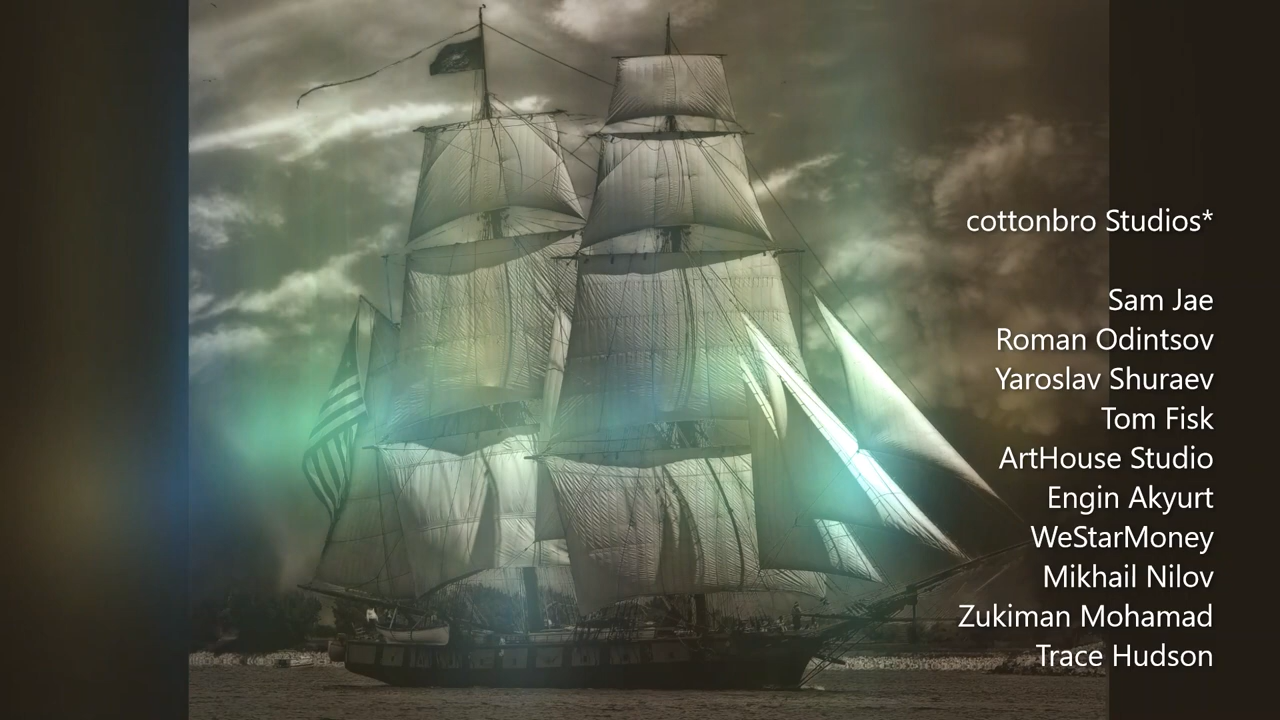 cottonbro Studios*
Sam Jae
Roman Odintsov
Yaroslav Shuraev
Tom Fisk
ArtHouse Studio
Engin Akyurt
WeStarMoney
Mikhail Nilov
Zukiman Mohamad
Trace Hudson